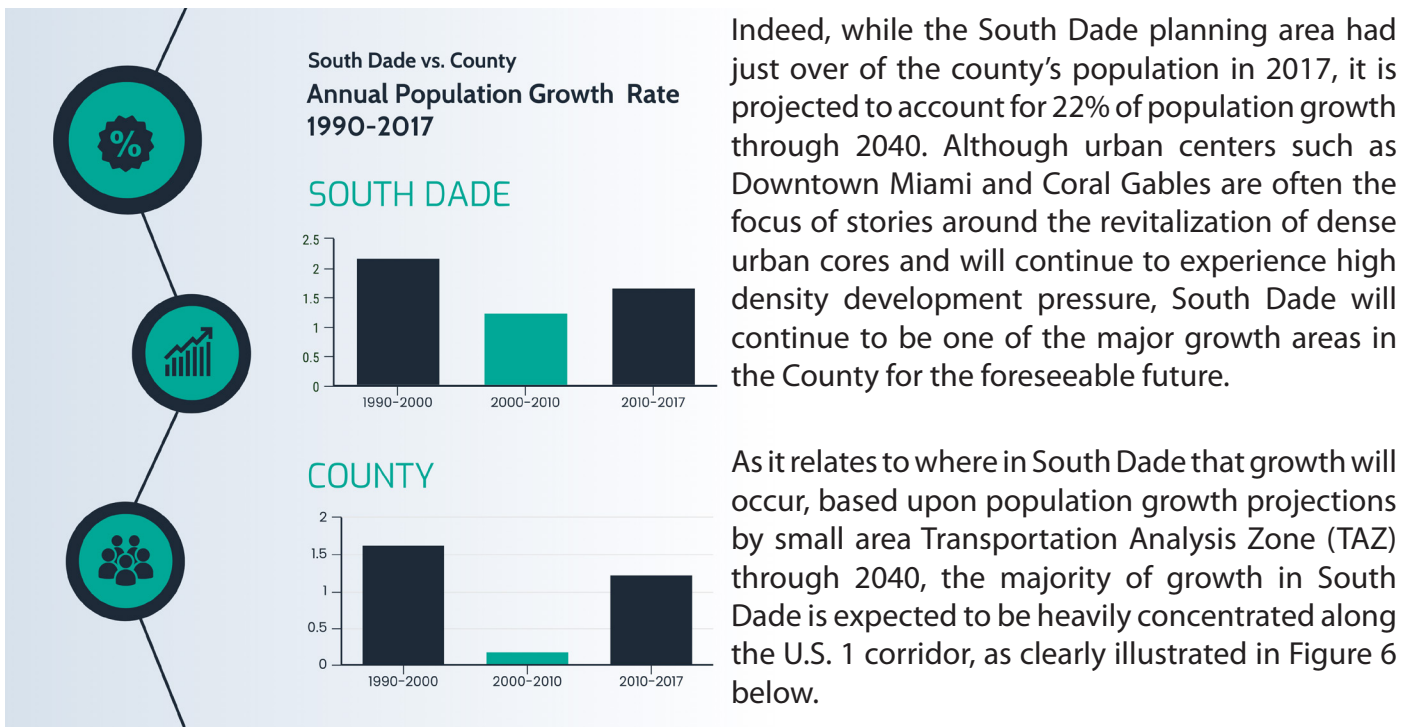 South Dade vs. County
Annual Population Growth Rate
1990-2017
SOUTH DADE
2.5
2
1.5
1
0.5
0
1990-2000 2000-2010 2010-2017
COUNTY
2
1.5
1
0.5
0
1990-2000 2000-2010 2010-2017
%
Indeed, while the South Dade planning area had
just over of the county’s population in 2017, it is
projected to account for 22% of population growth
through 2040. Although urban centers such as
Downtown Miami and Coral Gables are often the
focus of stories around the revitalization of dense
urban cores and will continue to experience high
density development pressure, South Dade will
continue to be one of the major growth areas in
the County for the foreseeable future.
As it relates to where in South Dade that growth will
occur, based upon population growth projections
by small area Transportation Analysis Zone (TAZ)
through 2040, the majority of growth in South
Dade is expected to be heavily concentrated along
the U.S. 1 corridor, as clearly illustrated in Figure 6
below.